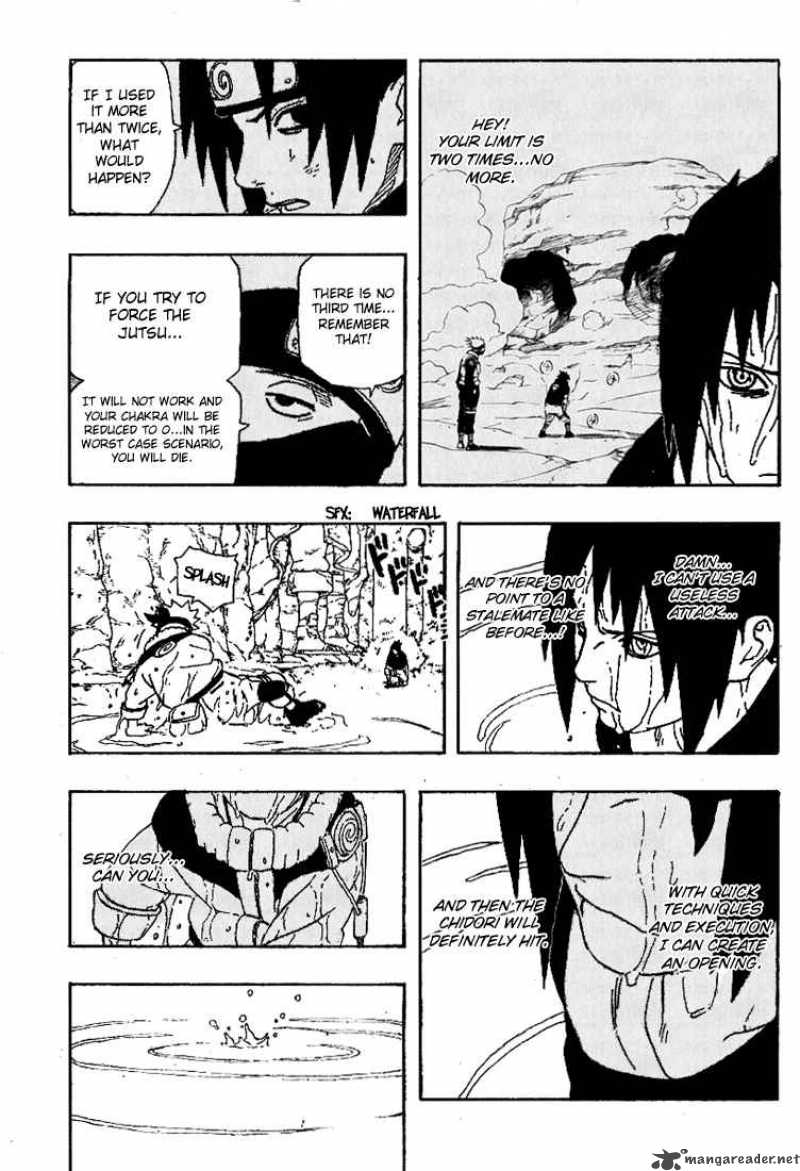 HEY!
YOUR LIMIT IS
TWO TIMES...NO
MORE.
IF I USED
IT MORE
THAN TWICE,
WHAT
WOULD
HAPPEN?
THERE IS NO
THIRD TIME...
REMEMBER
THAT!
IF YOU TRY TO
FORCE THE
JUTSU...
IT WILL NOT WORK AND
YOUR CHAKRA WILL BE
REDUCED TO 0...IN THE
WORST CASE SCENARIO,
YOU WILL DIE.
DAMN...
I CAN'T USE A
USELESS
ATTACK...
AND THERE'S NO
POINT TO A
STALEMATE LIKE
BEFORE...!
SFX: WATERFALL
ドドド
SPLASH
WITH QUICK
TECHNIQUES
AND EXECUTION,
I CAN CREATE
AN OPENING.
AND THEN THE
CHIDORI WILL
DEFINITELY HIT.
SERIOUSLY...
CAN YOU...
mangareader.net